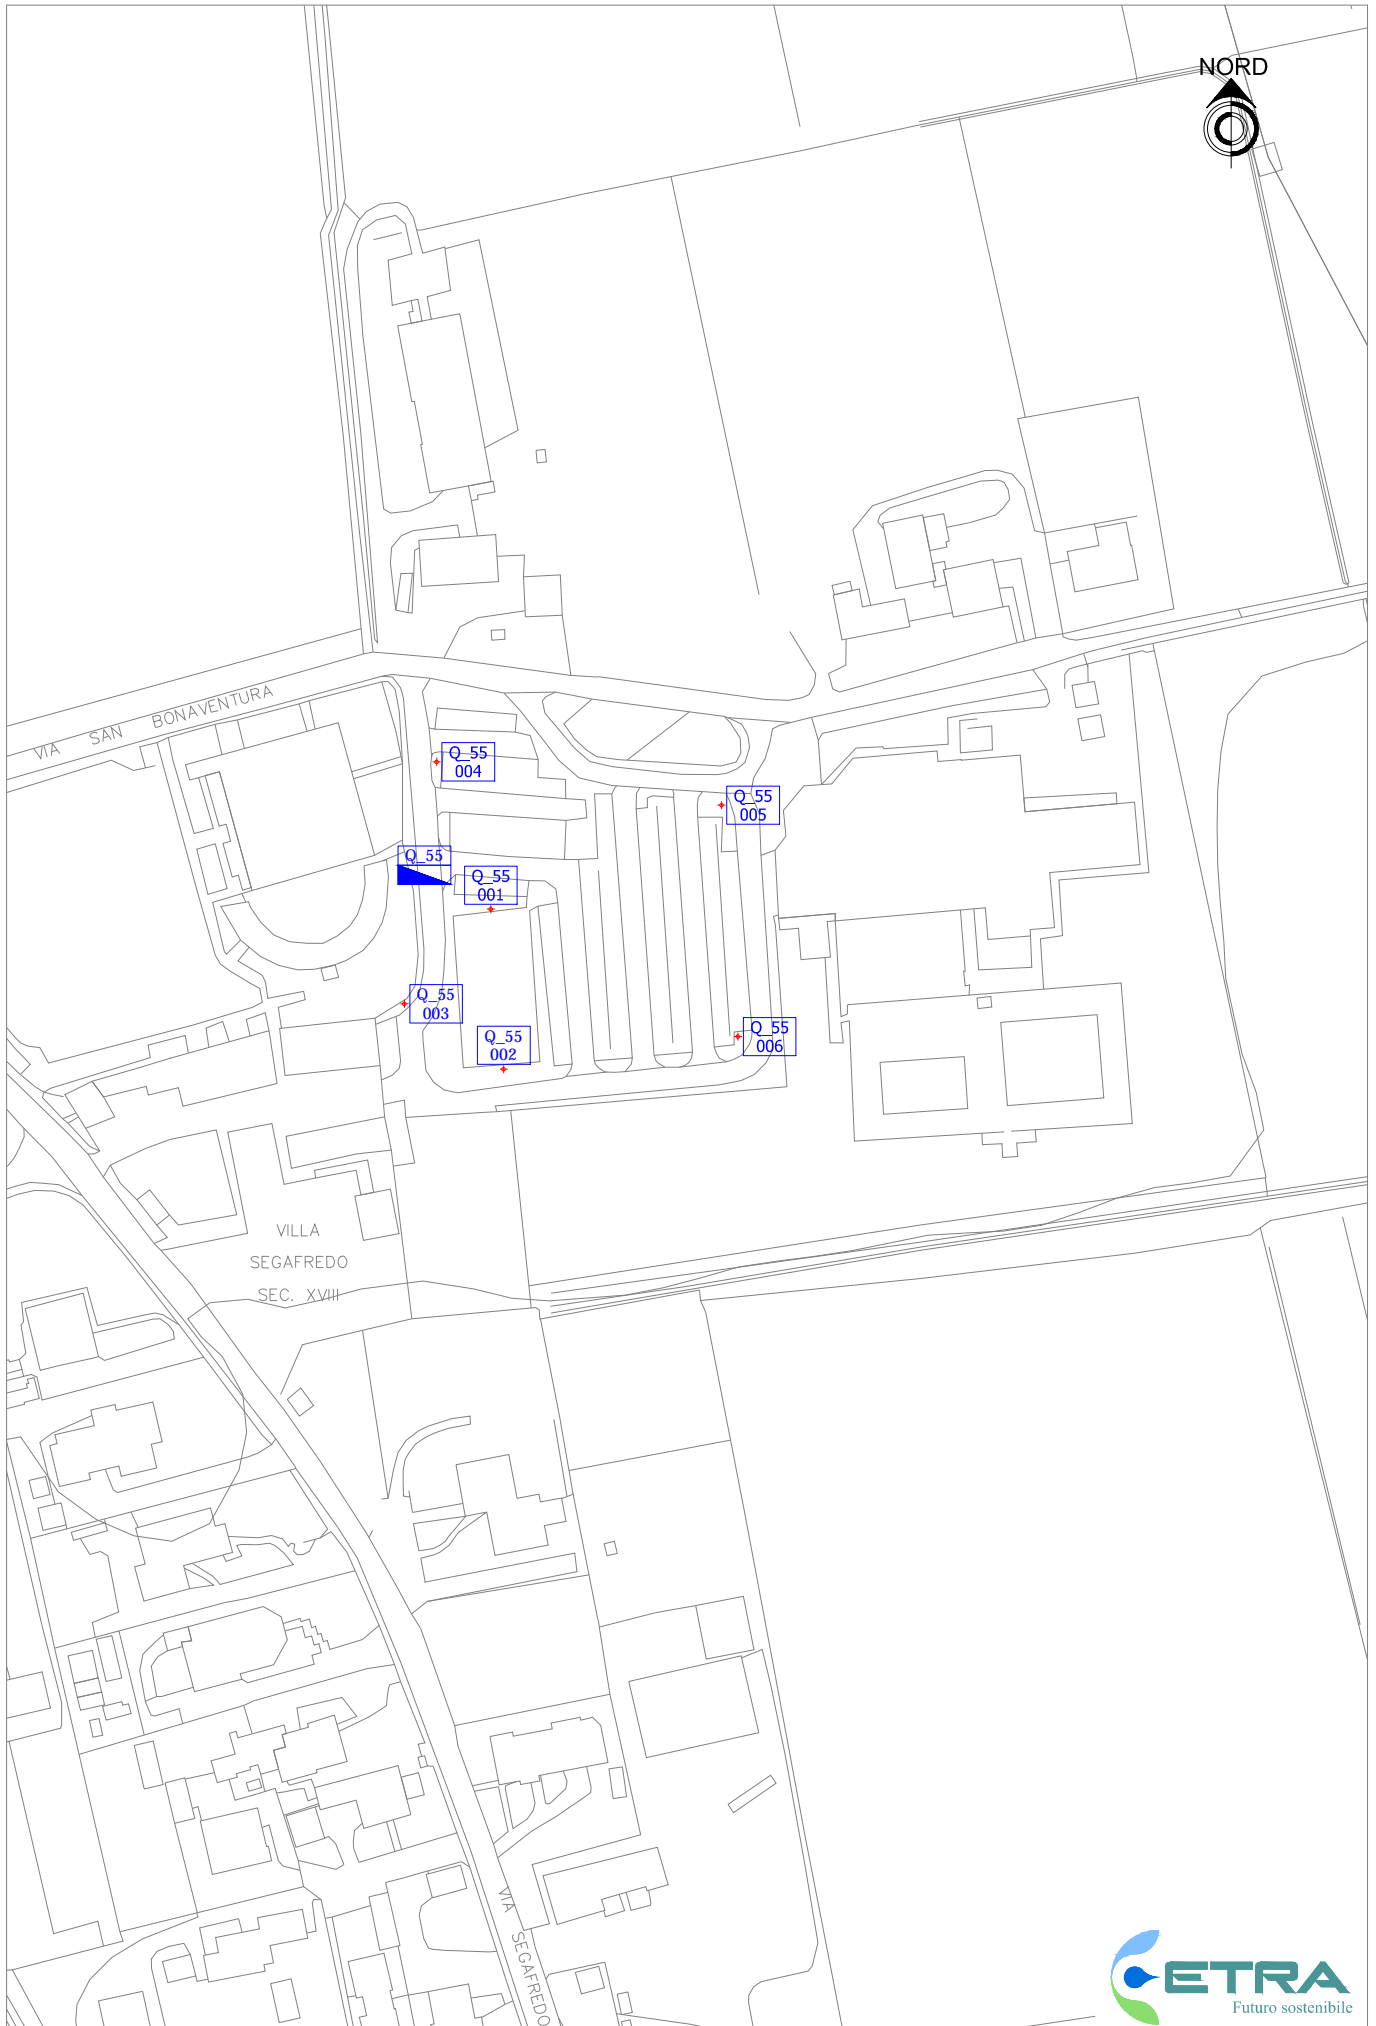 NORD
VIA SAN BONAVENTURA
Q_55
004
Q_55
005
Q_55
Q_55
001
Q_55
003
Q_55
002
Q_55
006
VILLA
SEGAFREDO
SEC. XVIII
VIA SEGAFREDO
ETRA
Futuro sostenibile